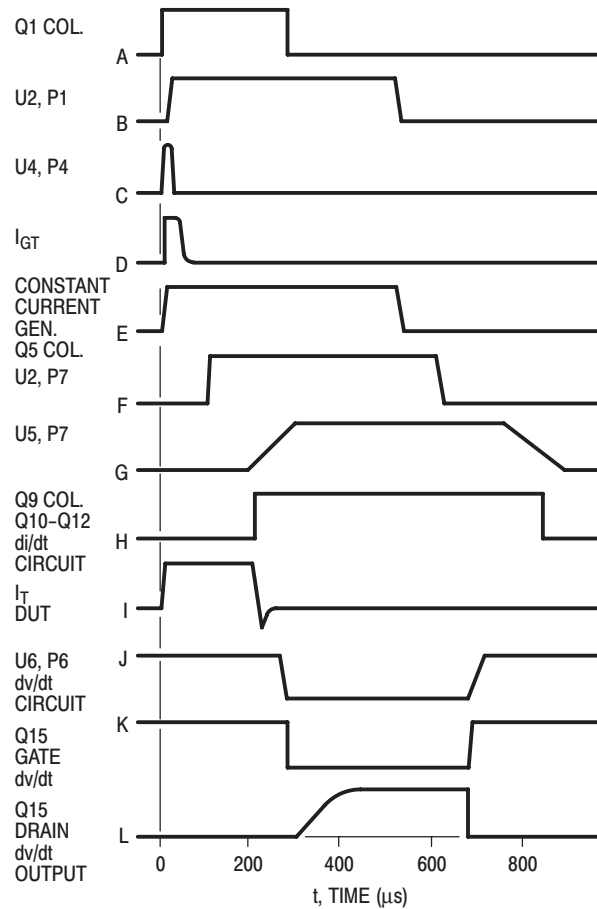 Q1 COL.
A
U2, P1
B
U4, P4
C
I_GT
D
CONSTANT
CURRENT
GEN.
E
Q5 COL.
U2, P7
F
U5, P7
G
Q9 COL.
Q10–Q12
di/dt
CIRCUIT
H
I_T
DUT
I
U6, P6
dv/dt
CIRCUIT
J
K
Q15
GATE
dv/dt
Q15
DRAIN
dv/dt
OUTPUT
L
0 200 400 600 800
t, TIME (μs)